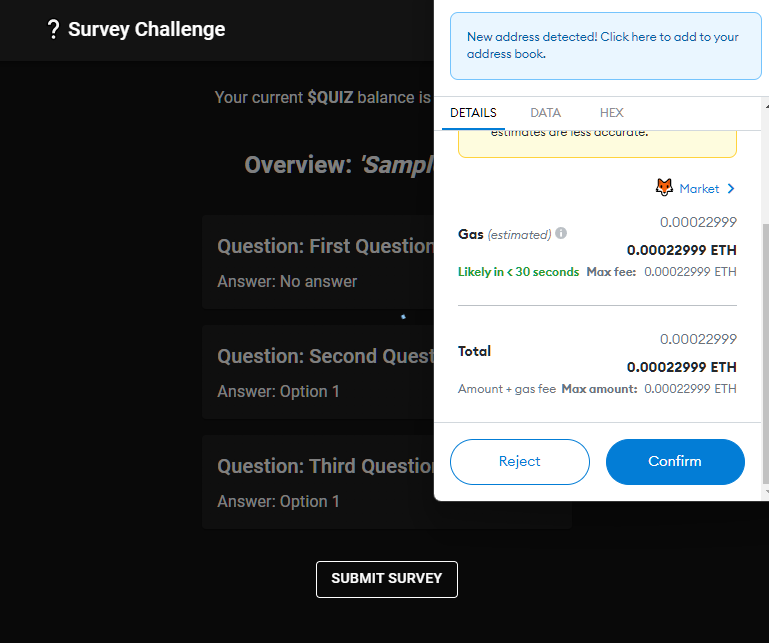 ? Survey Challenge
Your current $QUIZ balance is
Overview: 'Sampl
Question: First Question
Answer: No answer
Question: Second Quest
Answer: Option 1
Question: Third Question
Answer: Option 1
SUBMIT SURVEY
New address detected! Click here to add to your
address book.
DETAILS DATA HEX
estimates are less accurate.
Market >
0.00022999
Gas (estimated) i
0.00022999 ETH
Likely in < 30 seconds Max fee: 0.00022999 ETH
0.00022999
Total
0.00022999 ETH
Amount + gas fee Max amount: 0.00022999 ETH
Reject Confirm